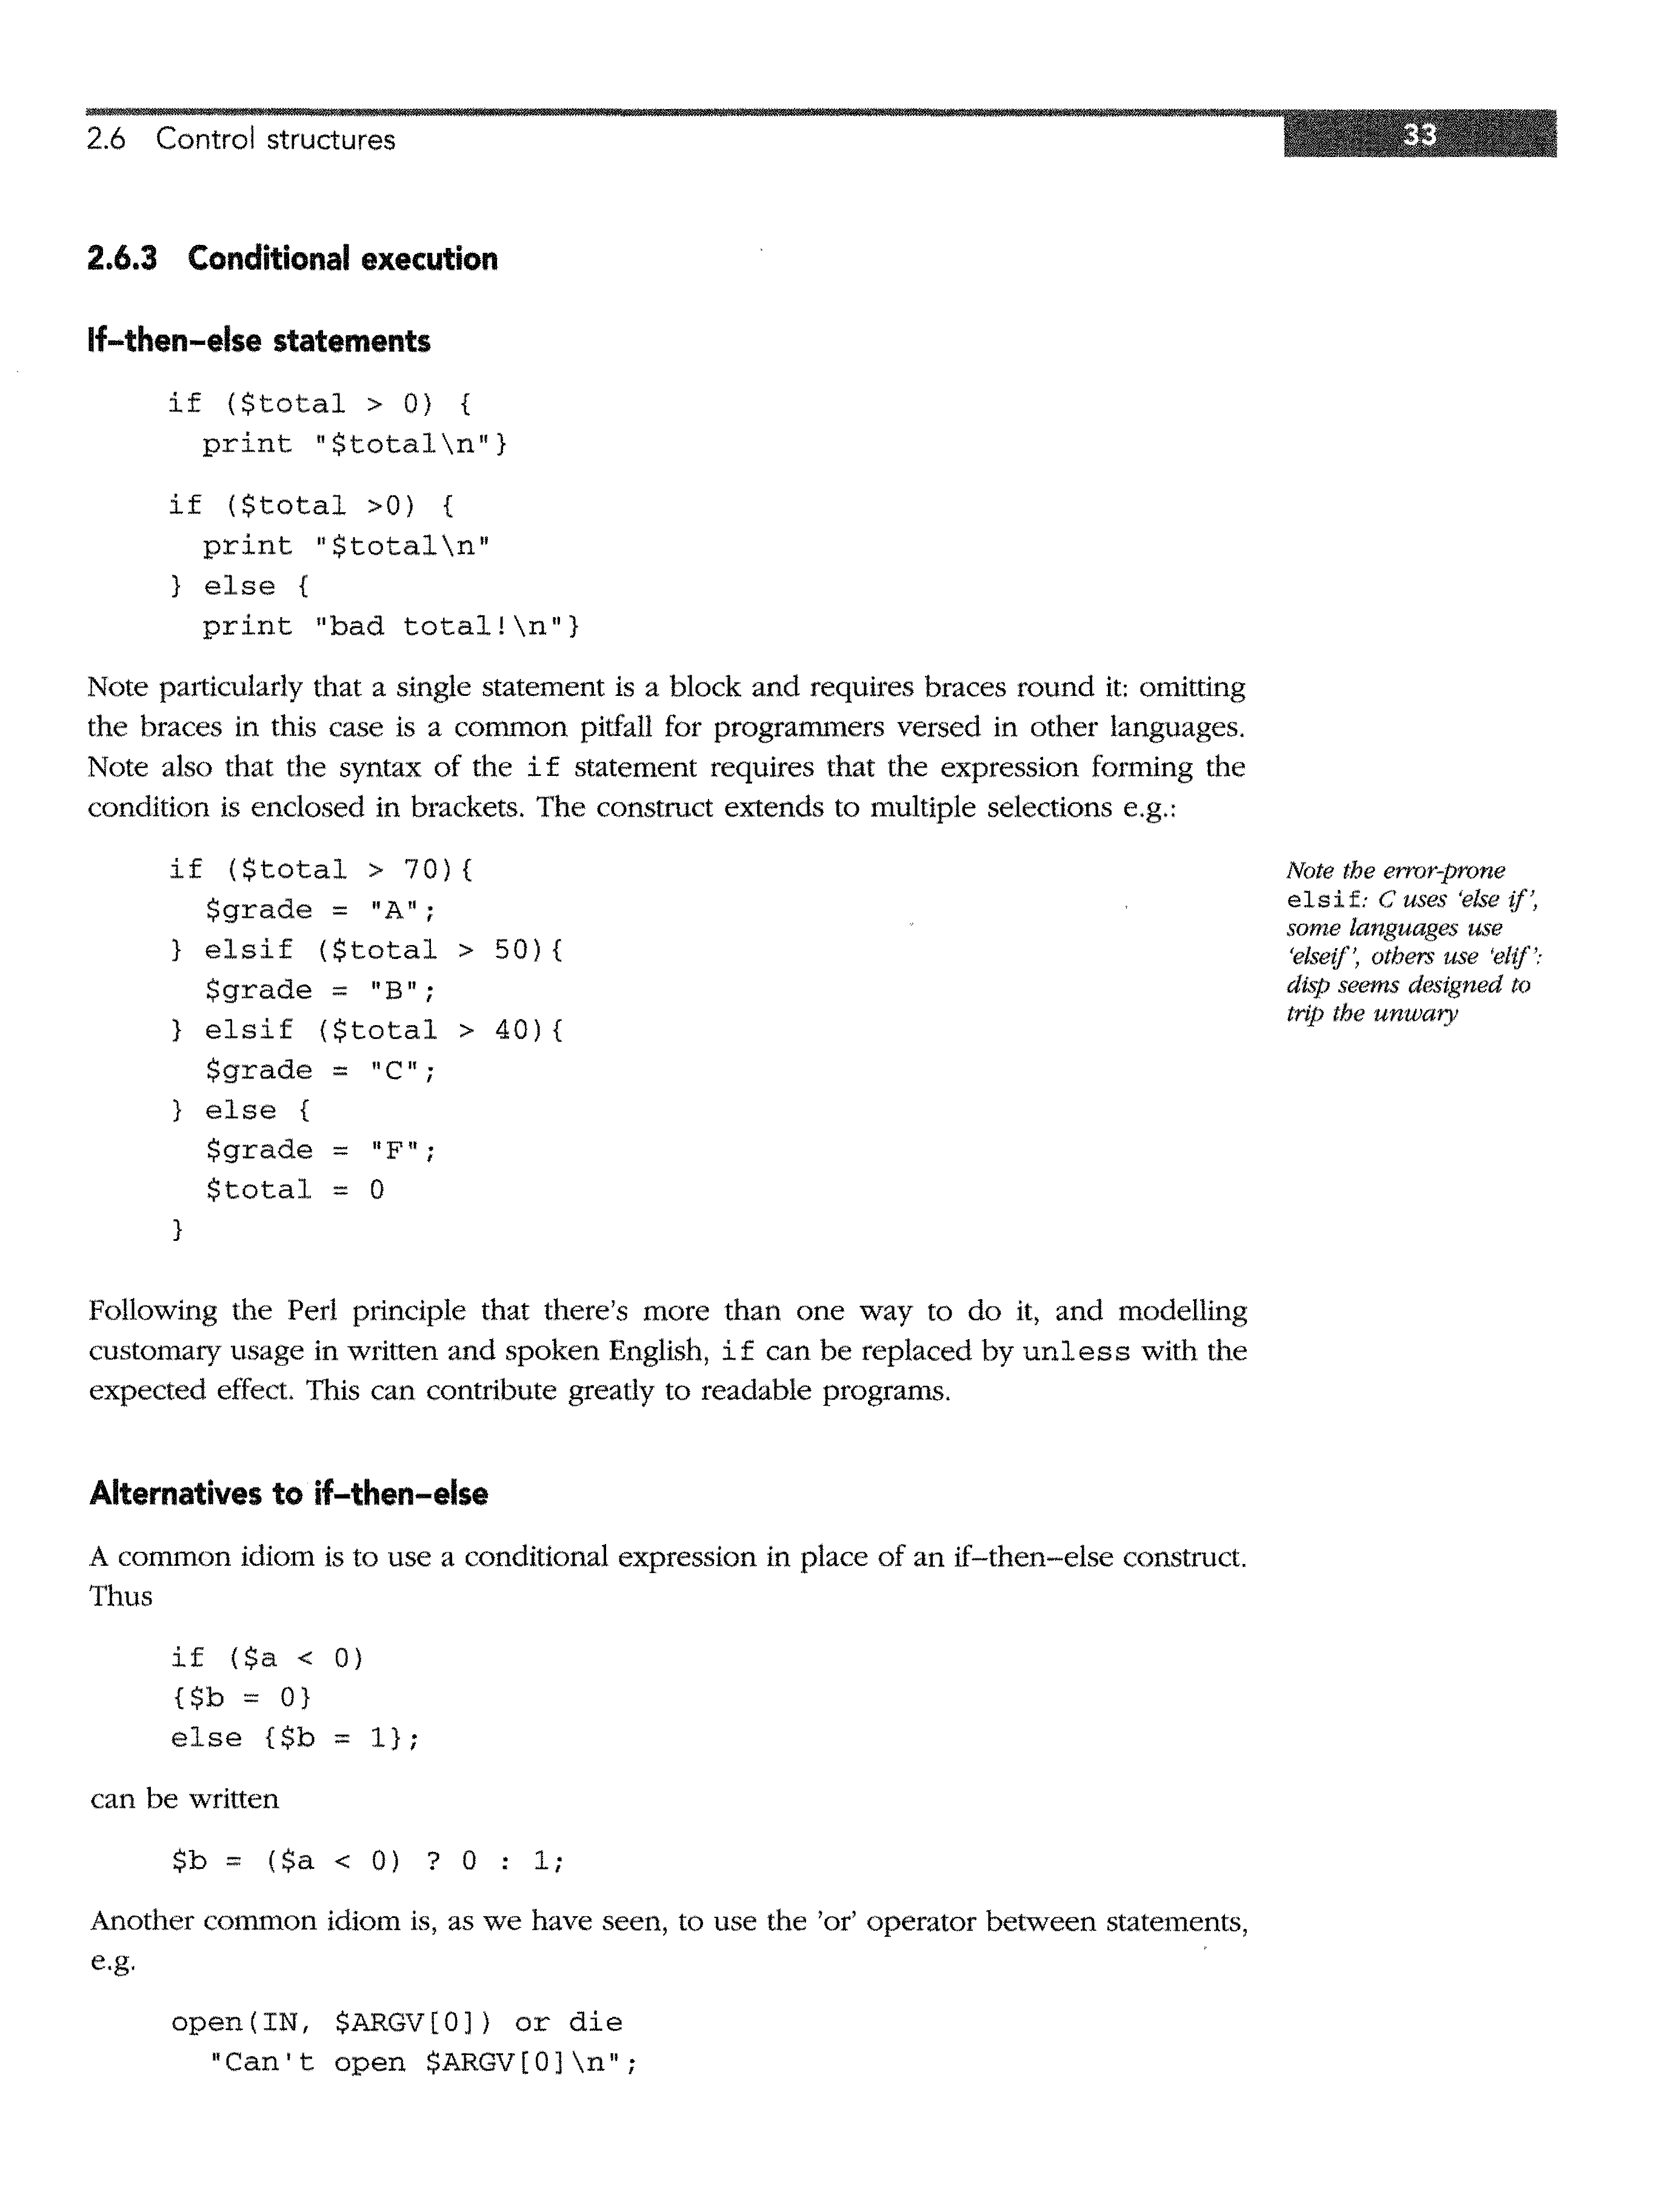 2.6 Control structures
33
2.6.3 Conditional execution
If–then–else statements
if ($total > 0) {
  print "$total\n"}
if ($total >0) {
  print "$total\n"
} else {
  print "bad total!\n"}
Note particularly that a single statement is a block and requires braces round it: omitting
the braces in this case is a common pitfall for programmers versed in other languages.
Note also that the syntax of the if statement requires that the expression forming the
condition is enclosed in brackets. The construct extends to multiple selections e.g.:
if ($total > 70){
  $grade = "A";
} elsif ($total > 50){
  $grade = "B";
} elsif ($total > 40){
  $grade = "C";
} else {
  $grade = "F";
  $total = 0
}
Note the error-prone
elsif: C uses ‘else if’,
some languages use
‘elseif’, others use ‘elif’:
disp seems designed to
trip the unwary
Following the Perl principle that there's more than one way to do it, and modelling
customary usage in written and spoken English, if can be replaced by unless with the
expected effect. This can contribute greatly to readable programs.
Alternatives to if–then–else
A common idiom is to use a conditional expression in place of an if–then–else construct.
Thus
if ($a < 0)
{$b = 0}
else {$b = 1};
can be written
$b = ($a < 0) ? 0 : 1;
Another common idiom is, as we have seen, to use the ’or’ operator between statements,
e.g.
open(IN, $ARGV[0]) or die
  "Can't open $ARGV[0]\n";